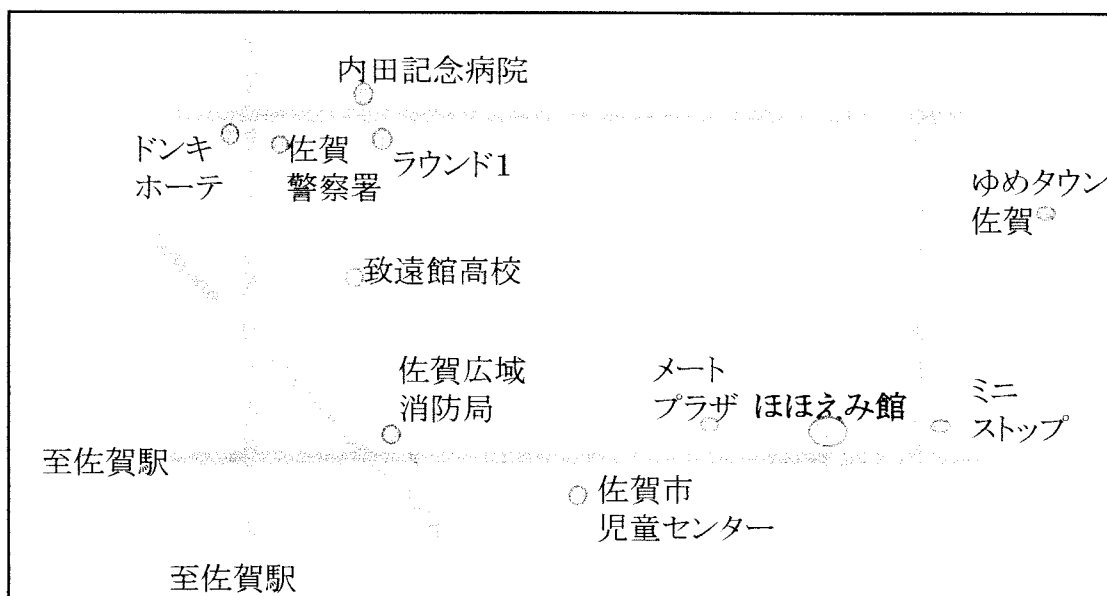 内田記念病院
ドンキ
ホーテ
佐賀
警察署
ラウンド1
ゆめタウン
佐賀
致遠館高校
佐賀広域
消防局
メート
プラザ
ほほえみ館
ミニ
ストップ
至佐賀駅
佐賀市
児童センター
至佐賀駅